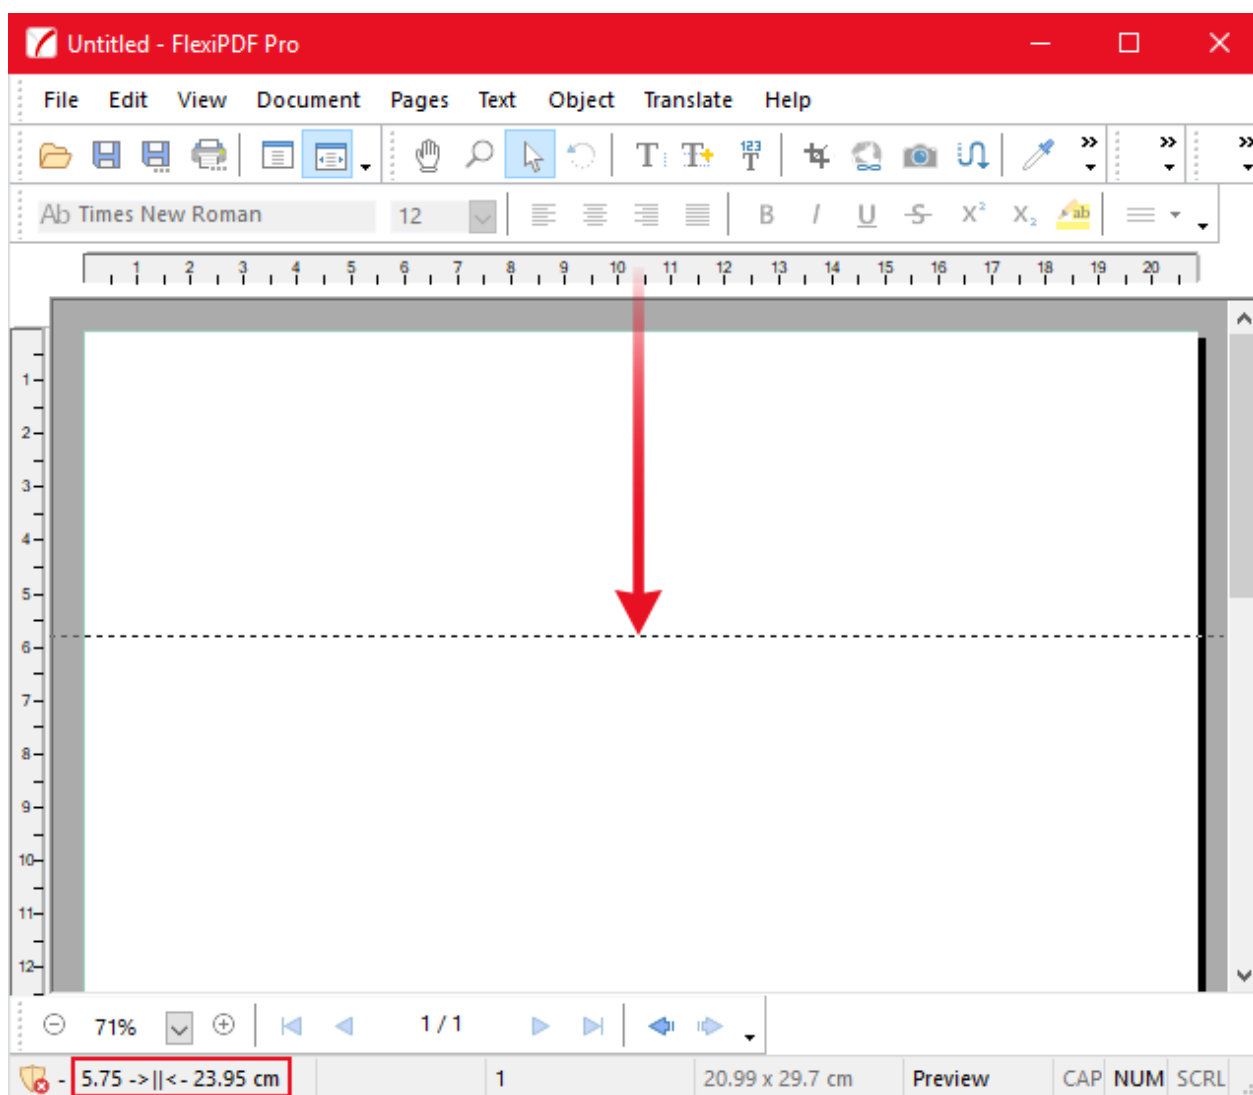 Untitled - FlexiPDF Pro
File Edit View Document Pages Text Object Translate Help
T T 123 T
Ab Times New Roman 12 B I U S X² X₂ ab
1 2 3 4 5 6 7 8 9 10 11 12 13 14 15 16 17 18 19 20
1
2
3
4
5
6
7
8
9
10
11
12
71% 1 / 1
- 5.75 ->||<- 23.95 cm 1 20.99 x 29.7 cm Preview CAP NUM SCRL